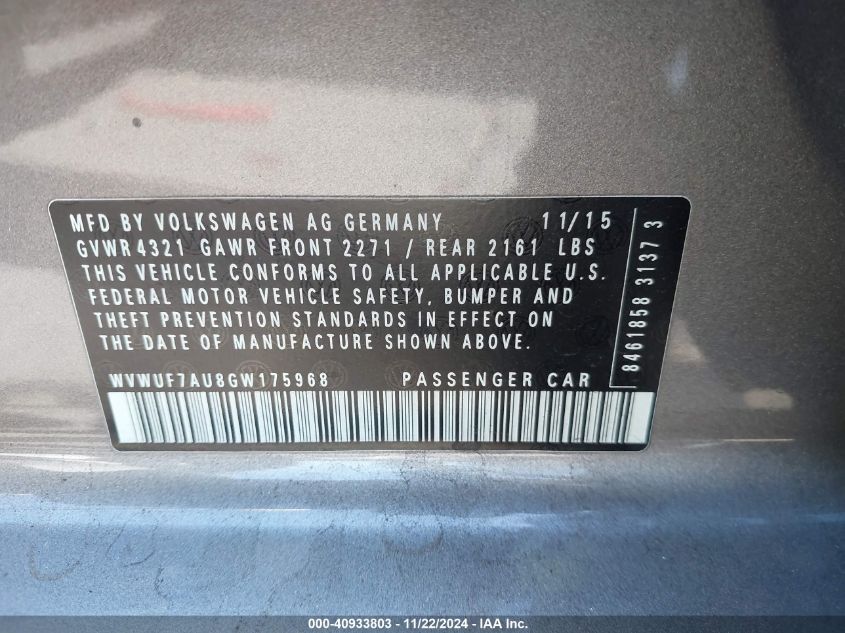 MFD BY VOLKSWAGEN AG GERMANY 11/15
GVWR 4321 GAWR FRONT 2271 / REAR 2161 LBS
THIS VEHICLE CONFORMS TO ALL APPLICABLE U.S.
FEDERAL MOTOR VEHICLE SAFETY, BUMPER AND
THEFT PREVENTION STANDARDS IN EFFECT ON
THE DATE OF MANUFACTURE SHOWN ABOVE.
WVWUF7AU8GW175968 PASSENGER CAR
8461858 3137 3
000-40933803 - 11/22/2024 - IAA Inc.